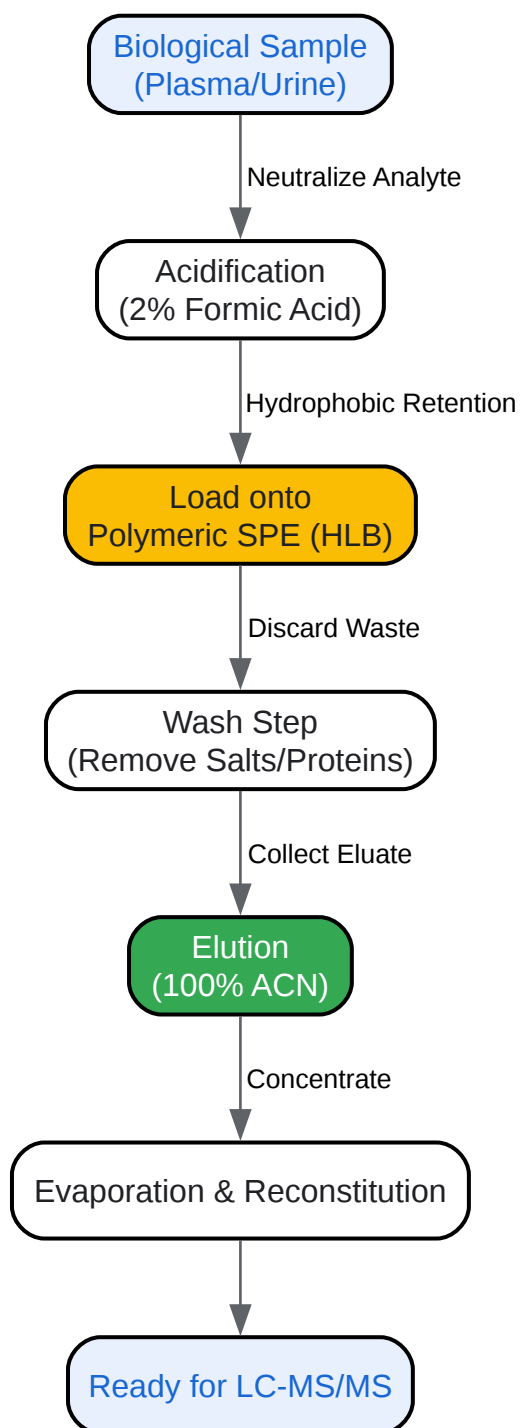 Biological Sample
(Plasma/Urine)
Neutralize Analyte
Acidification
(2% Formic Acid)
Hydrophobic Retention
Load onto
Polymeric SPE (HLB)
Discard Waste
Wash Step
(Remove Salts/Proteins)
Collect Eluate
Elution
(100% ACN)
Concentrate
Evaporation & Reconstitution
Ready for LC-MS/MS